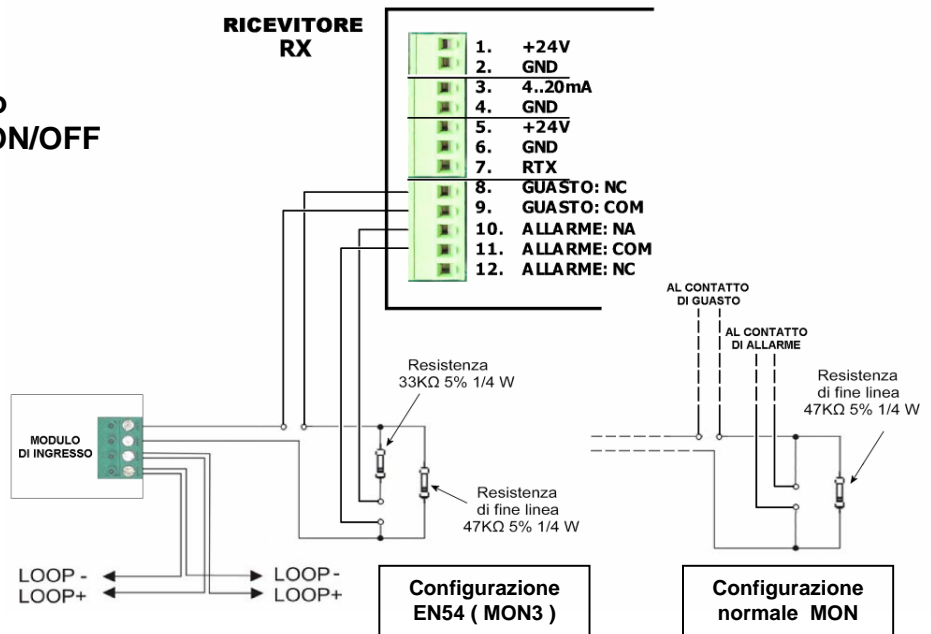 RICEVITORE
RX
O
ON/OFF
1. +24V
2. GND
3. 4..20mA
4. GND
5. +24V
6. GND
7. RTX
8. GUASTO: NC
9. GUASTO: COM
10. ALLARME: NA
11. ALLARME: COM
12. ALLARME: NC
AL CONTATTO
DI GUASTO
AL CONTATTO
DI ALLARME
Resistenza
33KΩ 5% 1/4 W
Resistenza
di fine linea
47KΩ 5% 1/4 W
MODULO
DI INGRESSO
Resistenza
di fine linea
47KΩ 5% 1/4 W
LOOP -
LOOP+
LOOP-
LOOP+
Configurazione
EN54 ( MON3 )
Configurazione
normale MON